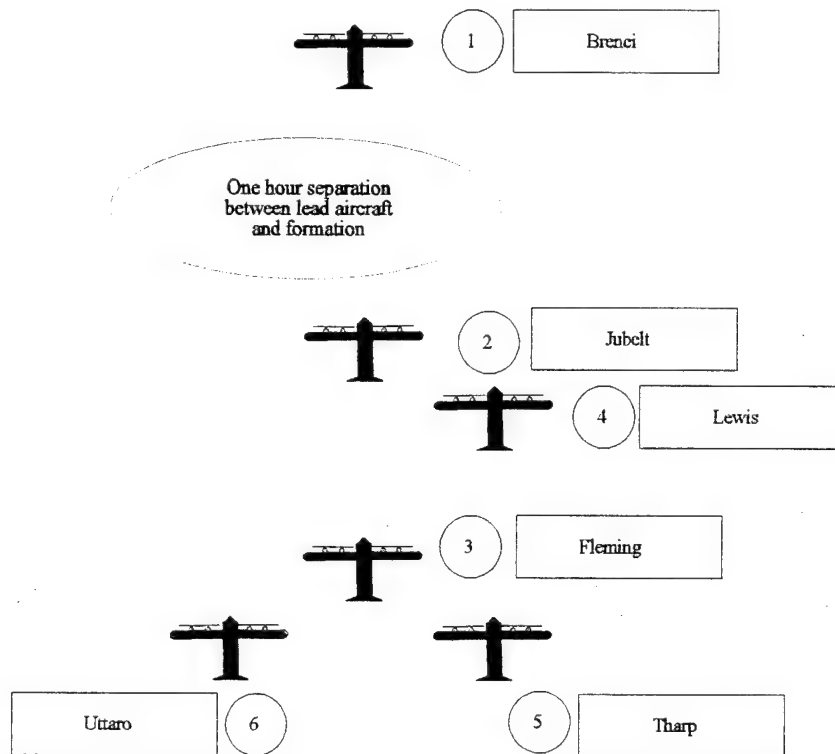 1
Brenci
One hour separation
between lead aircraft
and formation
2
Jubelt
4
Lewis
3
Fleming
Uttaro
6
5
Tharp